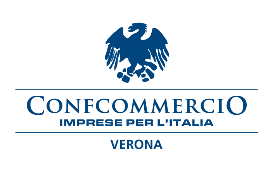 CONFCOMMERCIO
IMPRESE PER L'ITALIA
VERONA